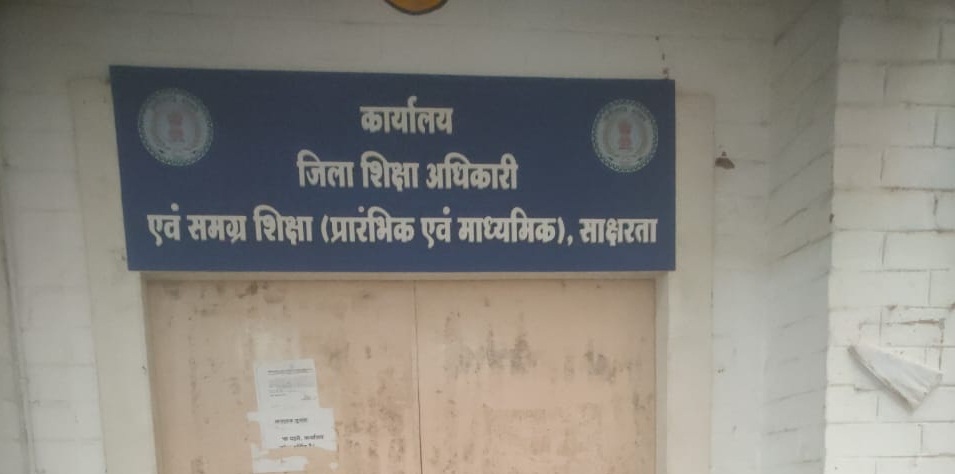 कार्यालय
जिला शिक्षा अधिकारी
एवं समग्र शिक्षा (प्रारंभिक एवं माध्यमिक), साक्षरता